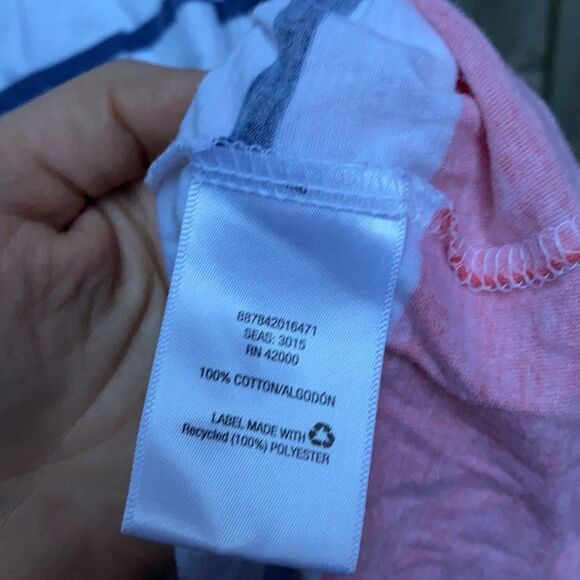 887842016471
SEAS: 3015
RN 42000
100% COTTON/ALGODÓN
LABEL MADE WITH
Recycled (100%) POLYESTER